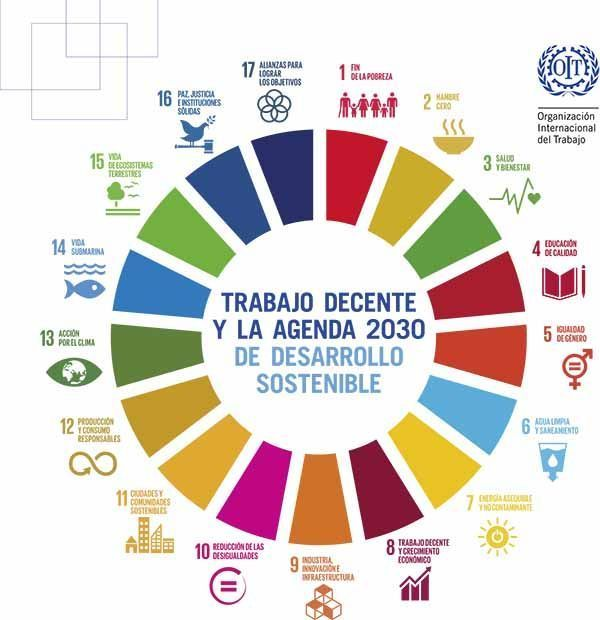 OIT
Organización
Internacional
del Trabajo
1 FIN
DE LA POBREZA
2 HAMBRE
CERO
3 SALUD
Y BIENESTAR
4 EDUCACIÓN
DE CALIDAD
5 IGUALDAD
DE GÉNERO
6 AGUA LIMPIA
Y SANEAMIENTO
7 ENERGÍA ASEQUIBLE
Y NO CONTAMINANTE
8 TRABAJO DECENTE
Y CRECIMIENTO
ECONÓMICO
9 INDUSTRIA,
INNOVACIÓN E
INFRAESTRUCTURA
10 REDUCCIÓN DE LAS
DESIGUALDADES
11 CIUDADES Y
COMUNIDADES
SOSTENIBLES
12 PRODUCCIÓN
Y CONSUMO
RESPONSABLES
13 ACCIÓN
POR EL CLIMA
14 VIDA
SUBMARINA
15 VIDA
DE ECOSISTEMAS
TERRESTRES
16 PAZ, JUSTICIA
E INSTITUCIONES
SÓLIDAS
17 ALIANZAS PARA
LOGRAR
LOS OBJETIVOS
TRABAJO DECENTE
Y LA AGENDA 2030
DE DESARROLLO
SOSTENIBLE